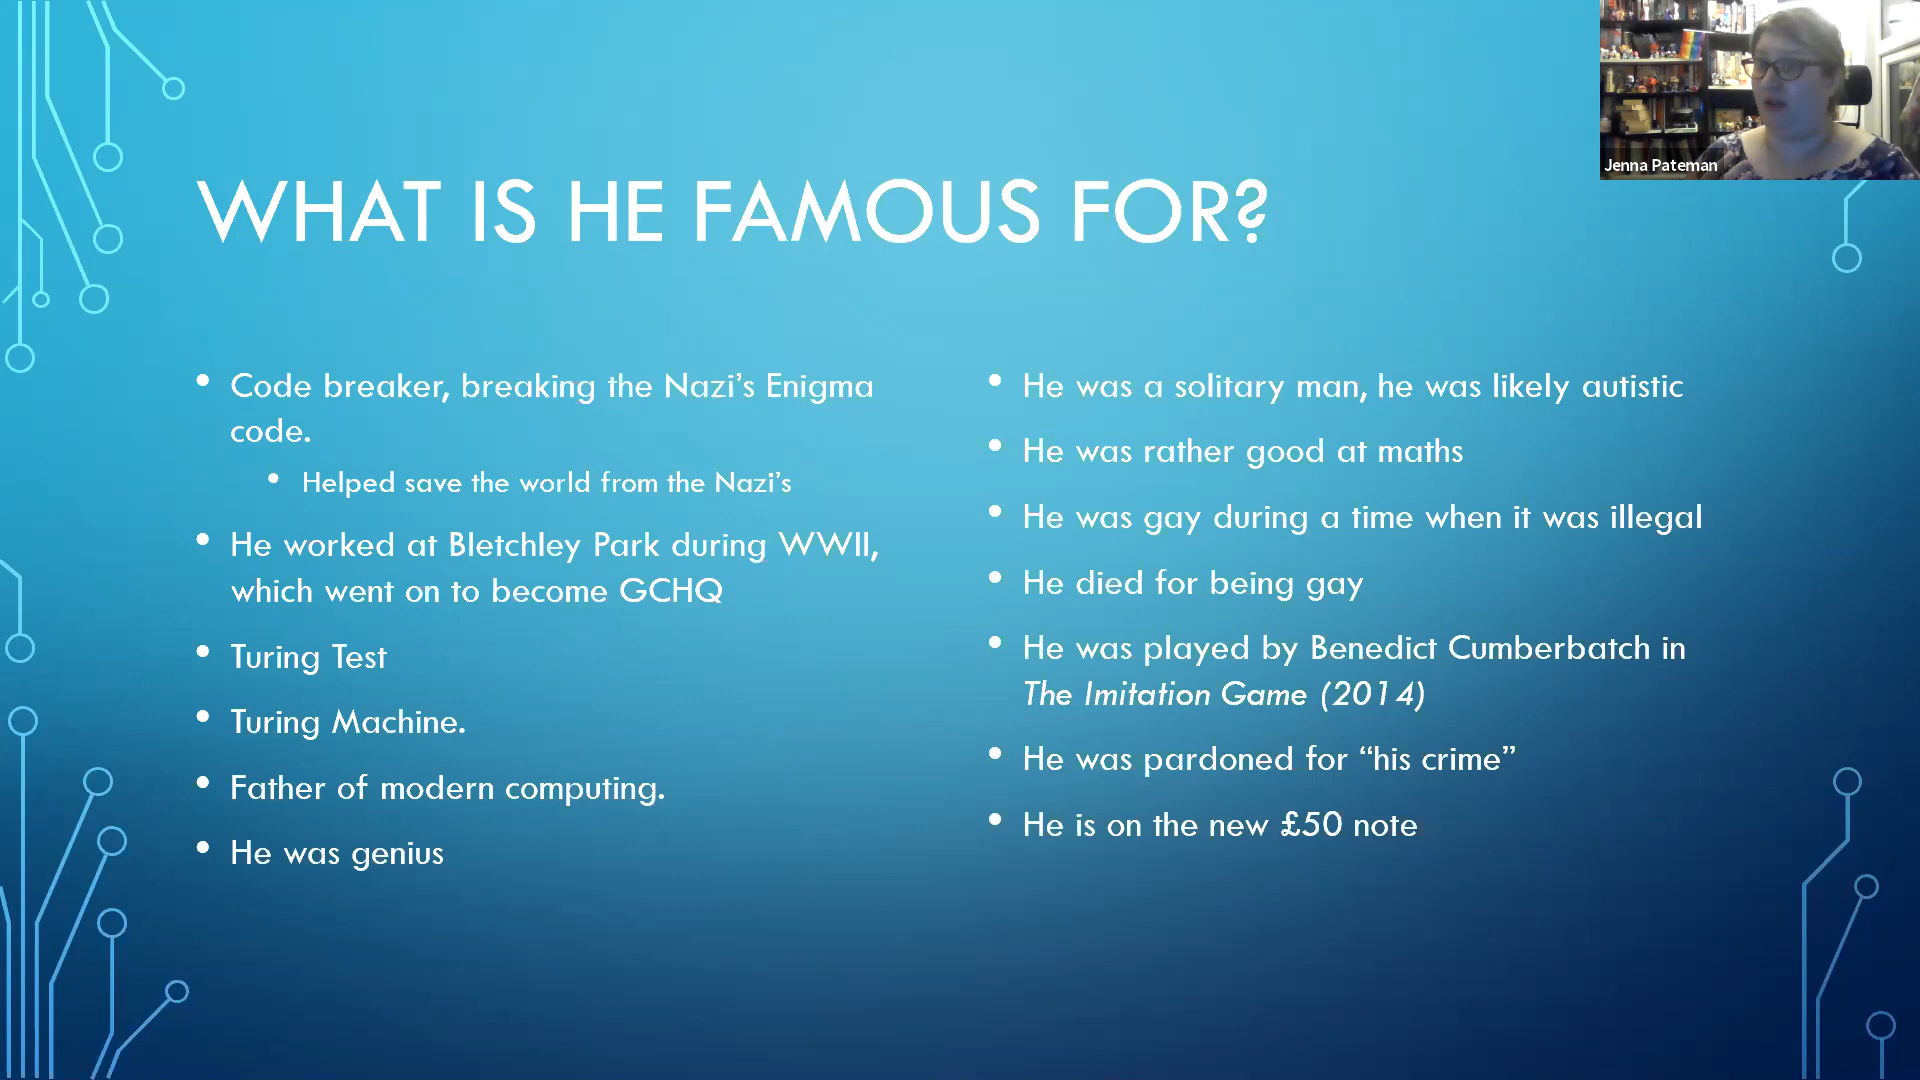 WHAT IS HE FAMOUS FOR?
• Code breaker, breaking the Nazi’s Enigma
code.
• Helped save the world from the Nazi’s
• He worked at Bletchley Park during WWII,
which went on to become GCHQ
• Turing Test
• Turing Machine.
• Father of modern computing.
• He was genius
• He was a solitary man, he was likely autistic
• He was rather good at maths
• He was gay during a time when it was illegal
• He died for being gay
• He was played by Benedict Cumberbatch in
The Imitation Game (2014)
• He was pardoned for “his crime”
• He is on the new £50 note
Jenna Pateman